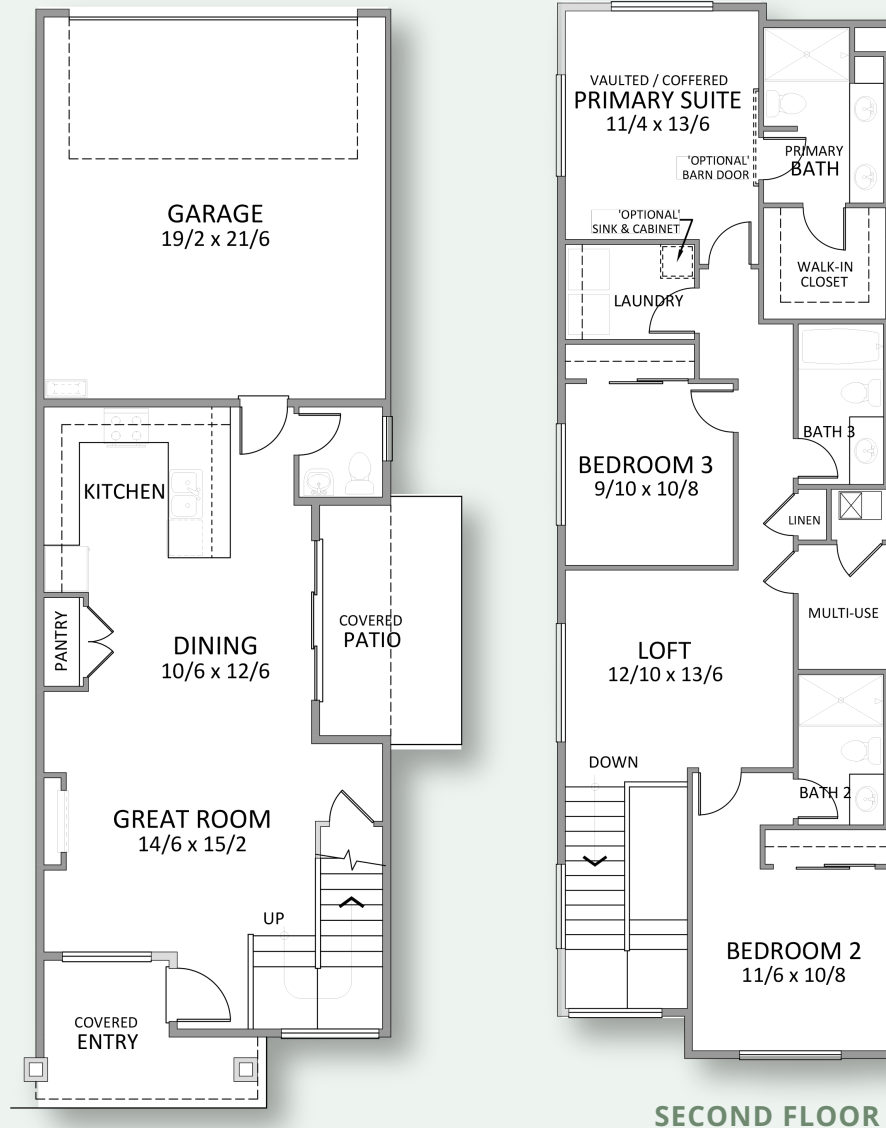 GARAGE
19/2 x 21/6
KITCHEN
PANTRY
DINING
10/6 x 12/6
COVERED
PATIO
GREAT ROOM
14/6 x 15/2
UP
COVERED
ENTRY
VAULTED / COFFERED
PRIMARY SUITE
11/4 x 13/6
'OPTIONAL'
BARN DOOR
PRIMARY
BATH
'OPTIONAL'
SINK & CABINET
WALK-IN
CLOSET
LAUNDRY
BATH 3
BEDROOM 3
9/10 x 10/8
LINEN
MULTI-USE
LOFT
12/10 x 13/6
DOWN
BATH 2
BEDROOM 2
11/6 x 10/8
SECOND FLOOR